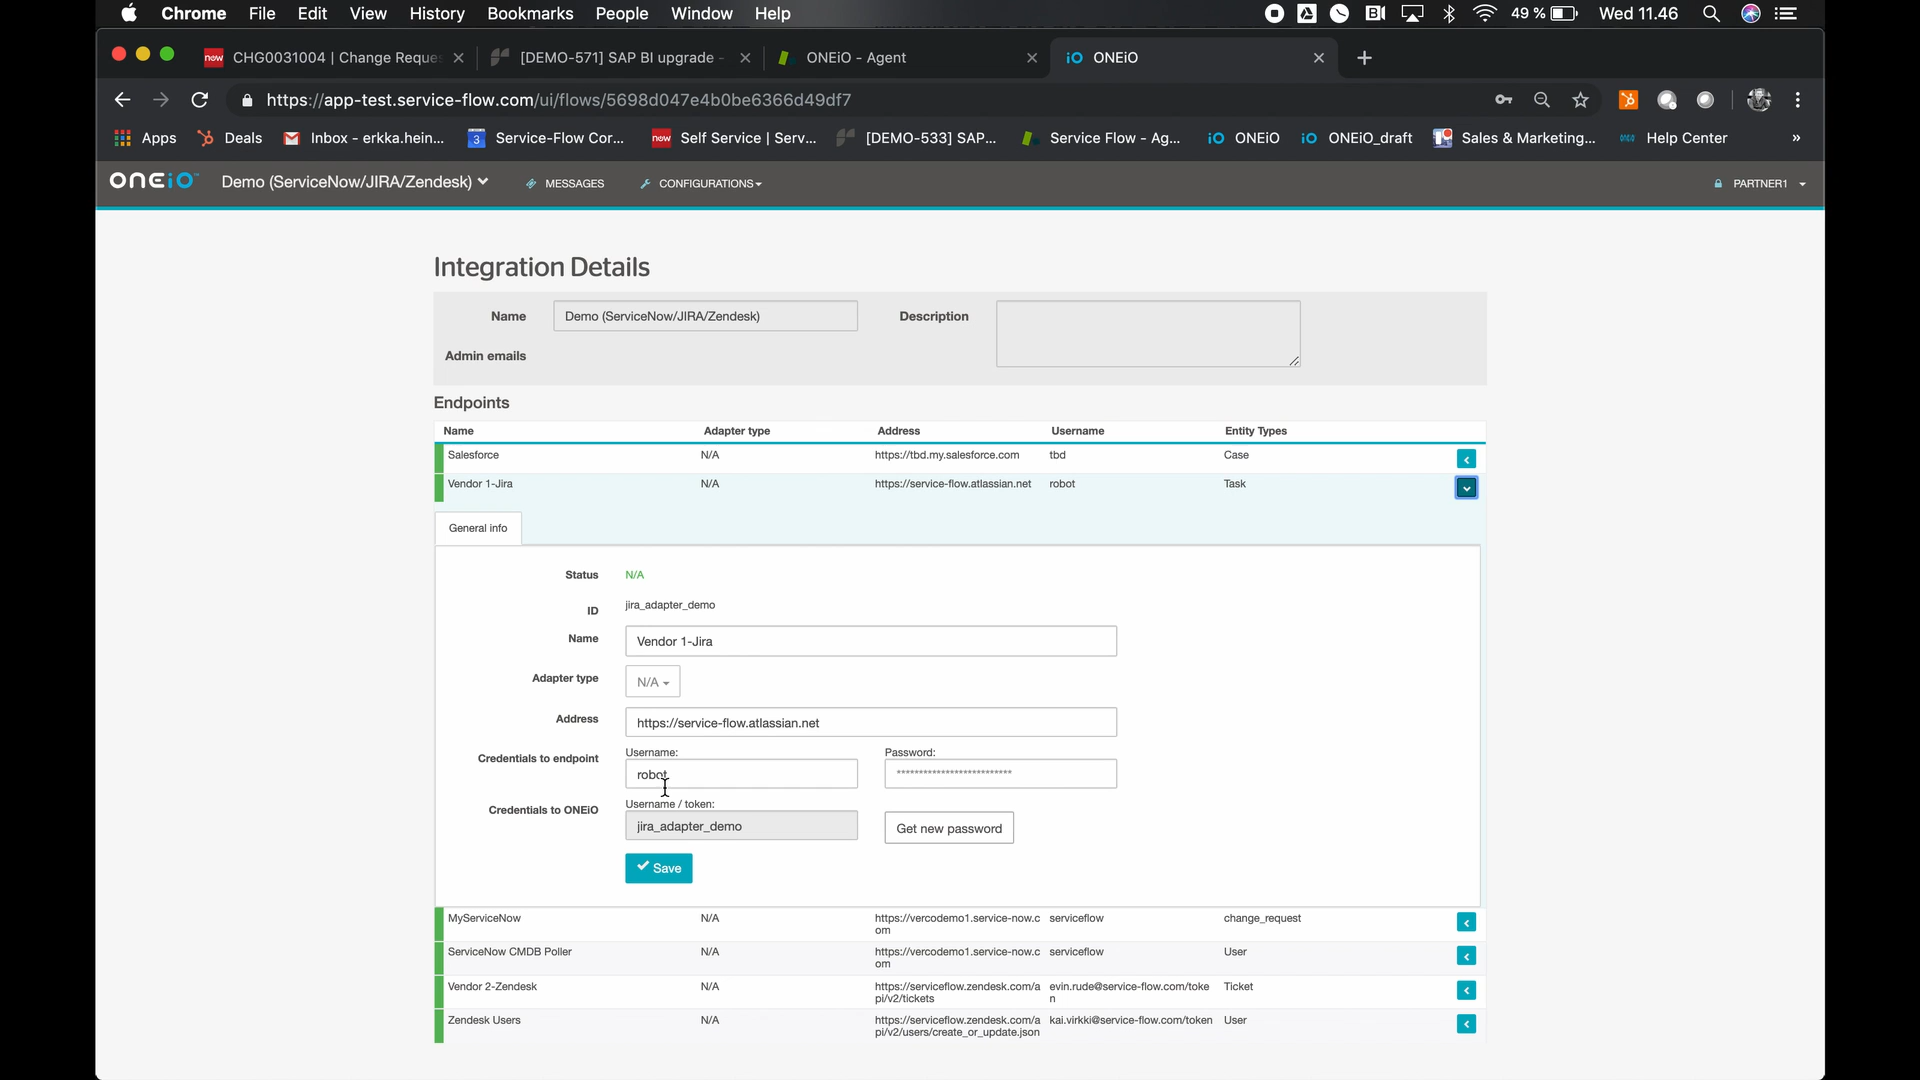 Chrome File Edit View History Bookmarks People Window Help 49 % Wed 11.46
now CHG0031004 | Change Reque [DEMO-571] SAP BI upgrade - ONEiO - Agent iO ONEiO
https://app-test.service-flow.com/ui/flows/5698d047e4b0be6366d49df7
Apps Deals Inbox - erkka.hein... 3 Service-Flow Cor... now Self Service | Serv... [DEMO-533] SAP... Service Flow - Ag... iO ONEiO iO ONEiO_draft Sales & Marketing... Help Center »
ONEiO Demo (ServiceNow/JIRA/Zendesk) MESSAGES CONFIGURATIONS PARTNER1
Integration Details
Name Demo (ServiceNow/JIRA/Zendesk) Description
Admin emails
Endpoints
Name Adapter type Address Username Entity Types
Salesforce N/A https://tbd.my.salesforce.com tbd Case
Vendor 1-Jira N/A https://service-flow.atlassian.net robot Task
General info
Status N/A
ID jira_adapter_demo
Name Vendor 1-Jira
Adapter type N/A
Address https://service-flow.atlassian.net
Username: Password:
Credentials to endpoint robot **************************
Username / token:
Credentials to ONEiO jira_adapter_demo Get new password
Save
MyServiceNow N/A https://vercodemo1.service-now.c serviceflow change_request
om
ServiceNow CMDB Poller N/A https://vercodemo1.service-now.c serviceflow User
om
Vendor 2-Zendesk N/A https://serviceflow.zendesk.com/a evin.rude@service-flow.com/toke Ticket
pi/v2/tickets n
Zendesk Users N/A https://serviceflow.zendesk.com/a kai.virkki@service-flow.com/token User
pi/v2/users/create_or_update.json